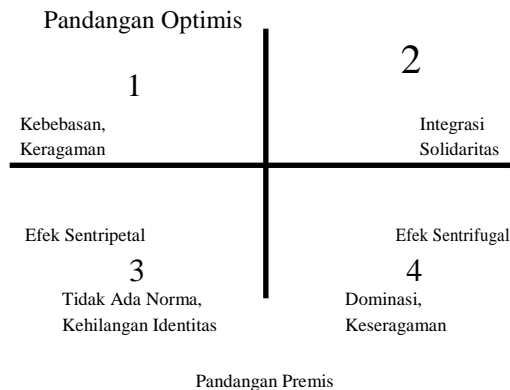 Pandangan Optimis
1
2
Kebebasan,
Keragaman
Integrasi
Solidaritas
Efek Sentripetal
Efek Sentrifugal
3
4
Tidak Ada Norma,
Kehilangan Identitas
Dominasi,
Keseragaman
Pandangan Premis